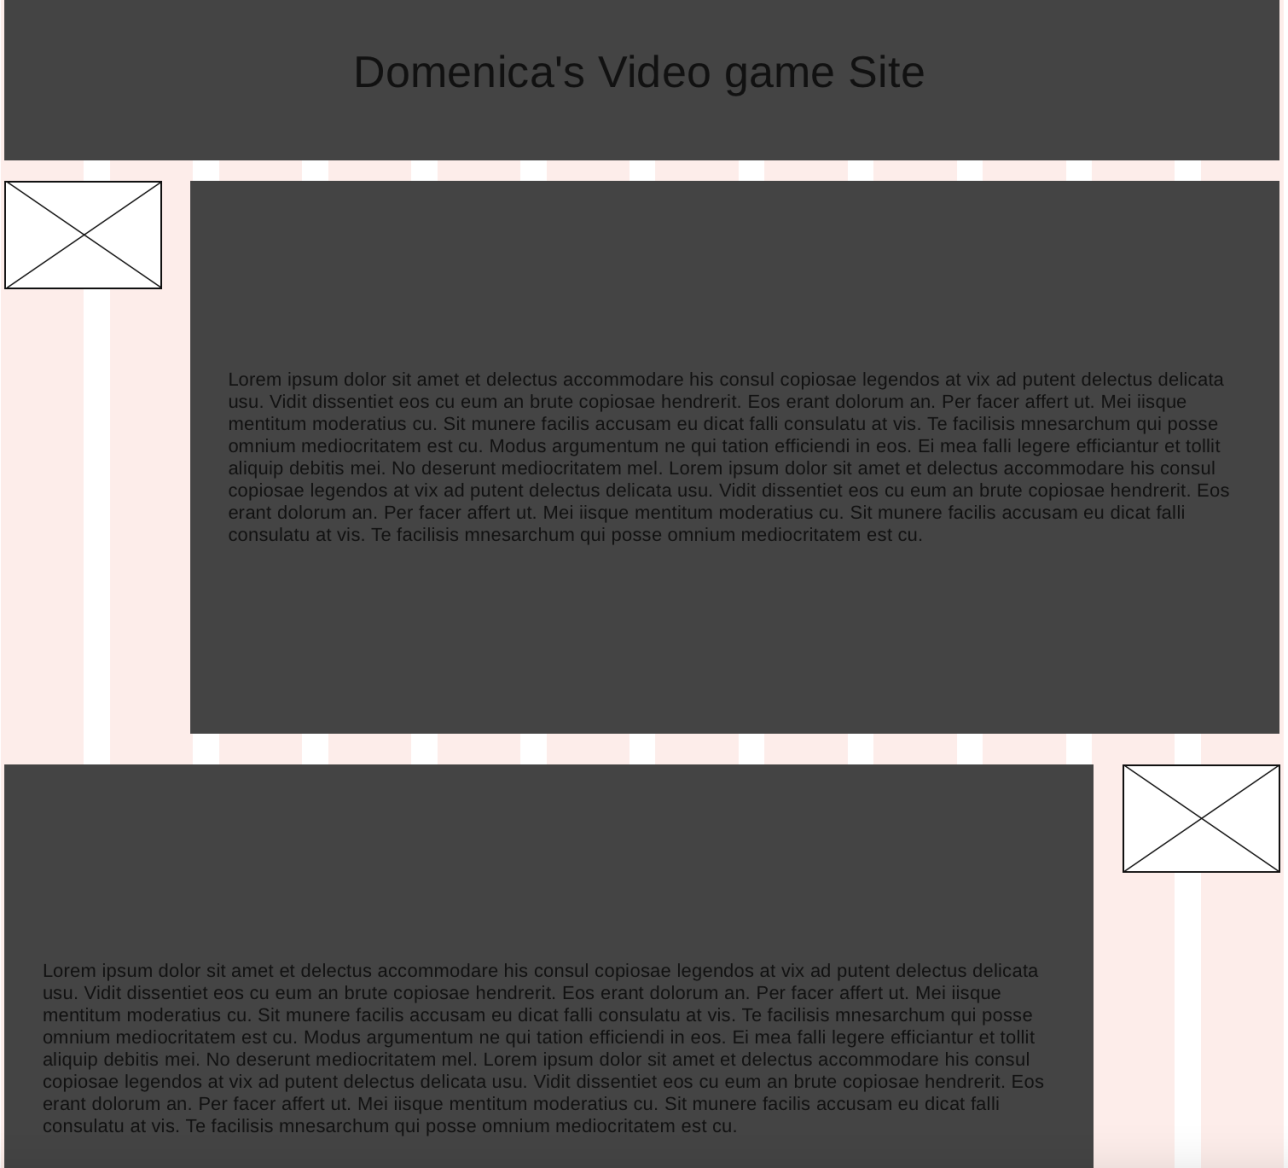 Domenica's Video game Site
Lorem ipsum dolor sit amet et delectus accommodare his consul copiosae legendos at vix ad putent delectus delicata
usu. Vidit dissentiet eos cu eum an brute copiosae hendrerit. Eos erant dolorum an. Per facer affert ut. Mei iisque
mentitum moderatius cu. Sit munere facilis accusam eu dicat falli consulatu at vis. Te facilisis mnesarchum qui posse
omnium mediocritatem est cu. Modus argumentum ne qui tation efficiendi in eos. Ei mea falli legere efficiantur et tollit
aliquip debitis mei. No deserunt mediocritatem mel. Lorem ipsum dolor sit amet et delectus accommodare his consul
copiosae legendos at vix ad putent delectus delicata usu. Vidit dissentiet eos cu eum an brute copiosae hendrerit. Eos
erant dolorum an. Per facer affert ut. Mei iisque mentitum moderatius cu. Sit munere facilis accusam eu dicat falli
consulatu at vis. Te facilisis mnesarchum qui posse omnium mediocritatem est cu.
Lorem ipsum dolor sit amet et delectus accommodare his consul copiosae legendos at vix ad putent delectus delicata
usu. Vidit dissentiet eos cu eum an brute copiosae hendrerit. Eos erant dolorum an. Per facer affert ut. Mei iisque
mentitum moderatius cu. Sit munere facilis accusam eu dicat falli consulatu at vis. Te facilisis mnesarchum qui posse
omnium mediocritatem est cu. Modus argumentum ne qui tation efficiendi in eos. Ei mea falli legere efficiantur et tollit
aliquip debitis mei. No deserunt mediocritatem mel. Lorem ipsum dolor sit amet et delectus accommodare his consul
copiosae legendos at vix ad putent delectus delicata usu. Vidit dissentiet eos cu eum an brute copiosae hendrerit. Eos
erant dolorum an. Per facer affert ut. Mei iisque mentitum moderatius cu. Sit munere facilis accusam eu dicat falli
consulatu at vis. Te facilisis mnesarchum qui posse omnium mediocritatem est cu.